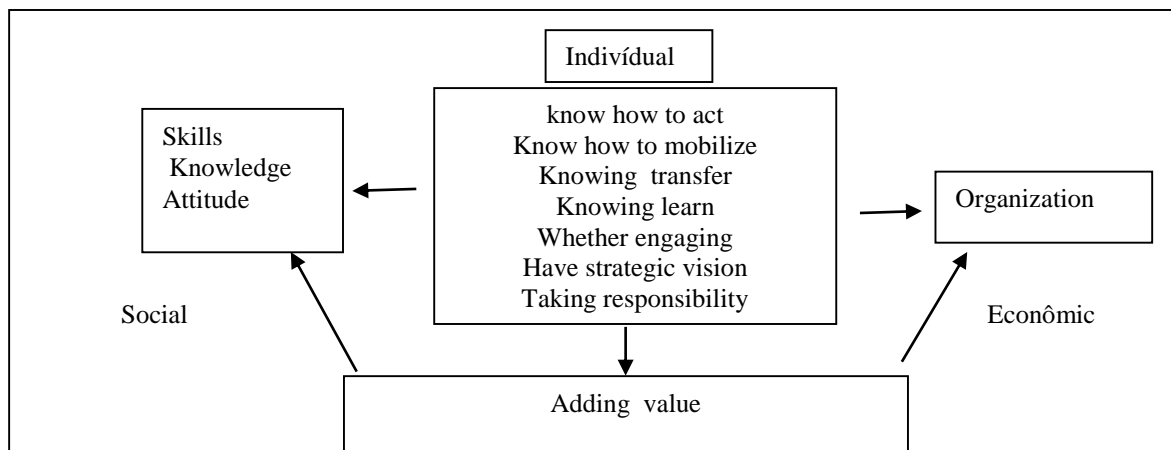 Indivídual
know how to act
Know how to mobilize
Knowing transfer
Knowing learn
Whether engaging
Have strategic vision
Taking responsibility
Skills
Knowledge
Attitude
Organization
Social
Econômic
Adding value